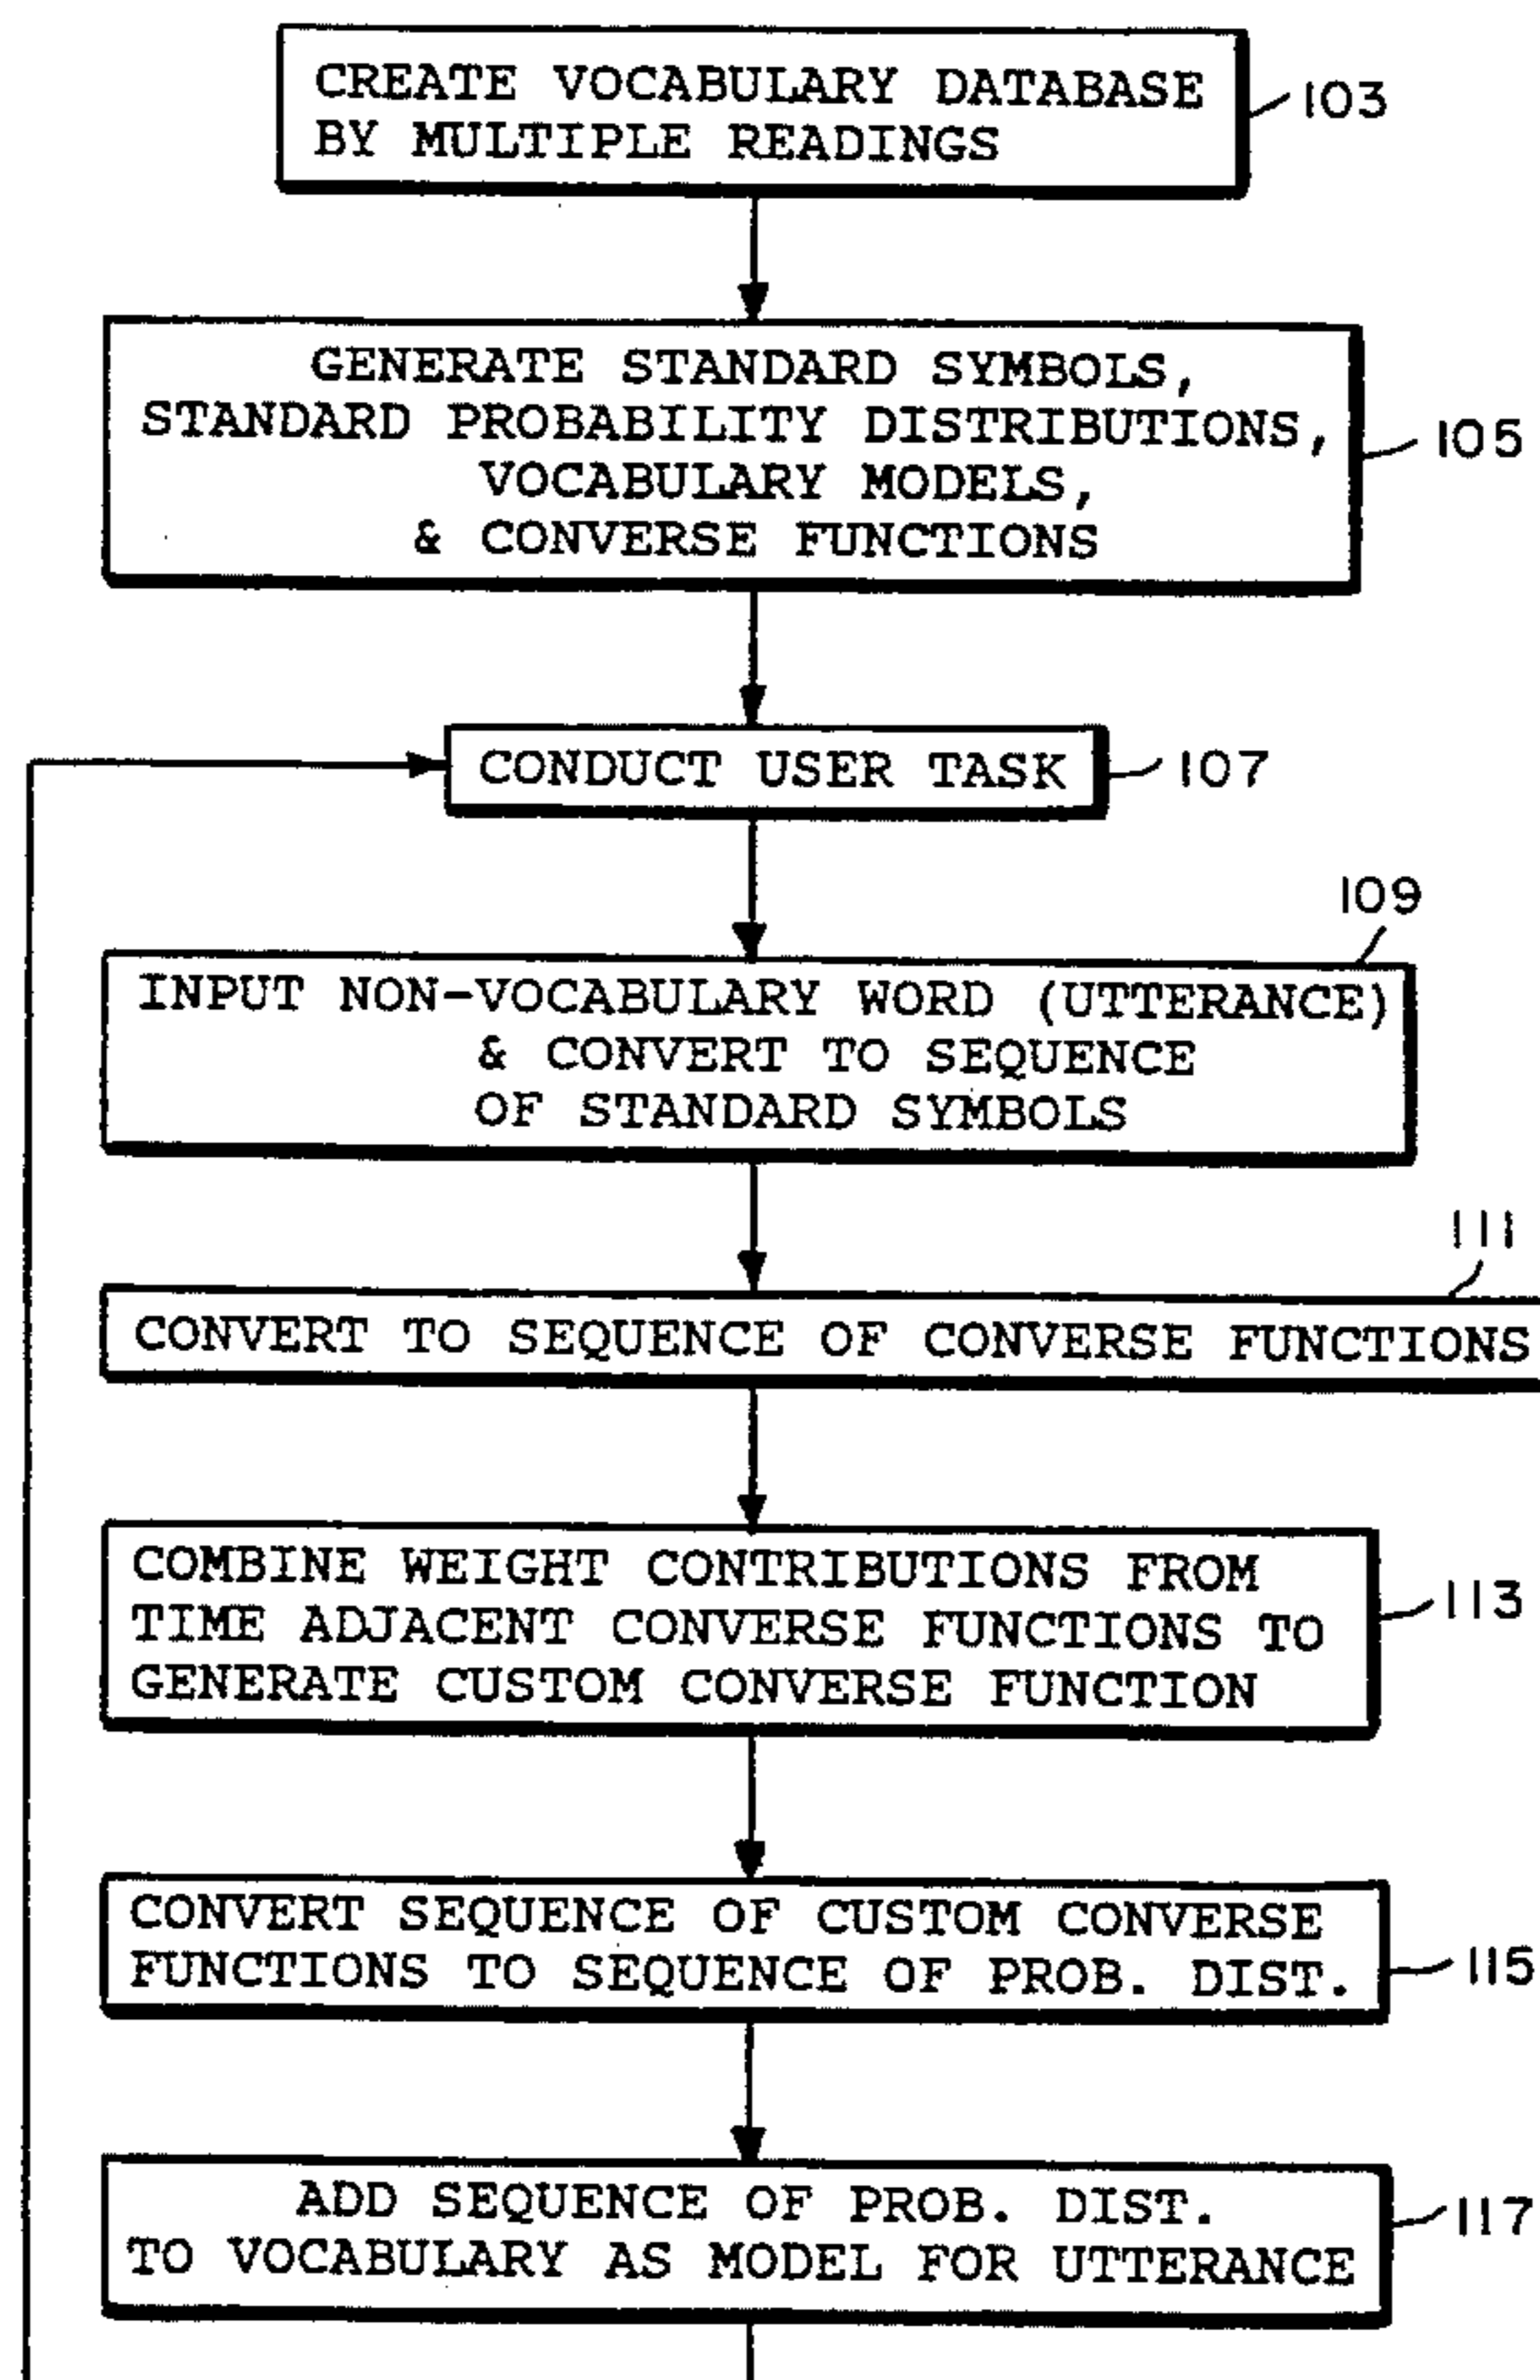 CREATE VOCABULARY DATABASE
BY MULTIPLE READINGS
103
GENERATE STANDARD SYMBOLS,
STANDARD PROBABILITY DISTRIBUTIONS,
VOCABULARY MODELS,
& CONVERSE FUNCTIONS
105
CONDUCT USER TASK
107
109
INPUT NON-VOCABULARY WORD (UTTERANCE)
& CONVERT TO SEQUENCE
OF STANDARD SYMBOLS
111
CONVERT TO SEQUENCE OF CONVERSE FUNCTIONS
COMBINE WEIGHT CONTRIBUTIONS FROM
TIME ADJACENT CONVERSE FUNCTIONS TO
GENERATE CUSTOM CONVERSE FUNCTION
113
CONVERT SEQUENCE OF CUSTOM CONVERSE
FUNCTIONS TO SEQUENCE OF PROB. DIST.
115
ADD SEQUENCE OF PROB. DIST.
TO VOCABULARY AS MODEL FOR UTTERANCE
117